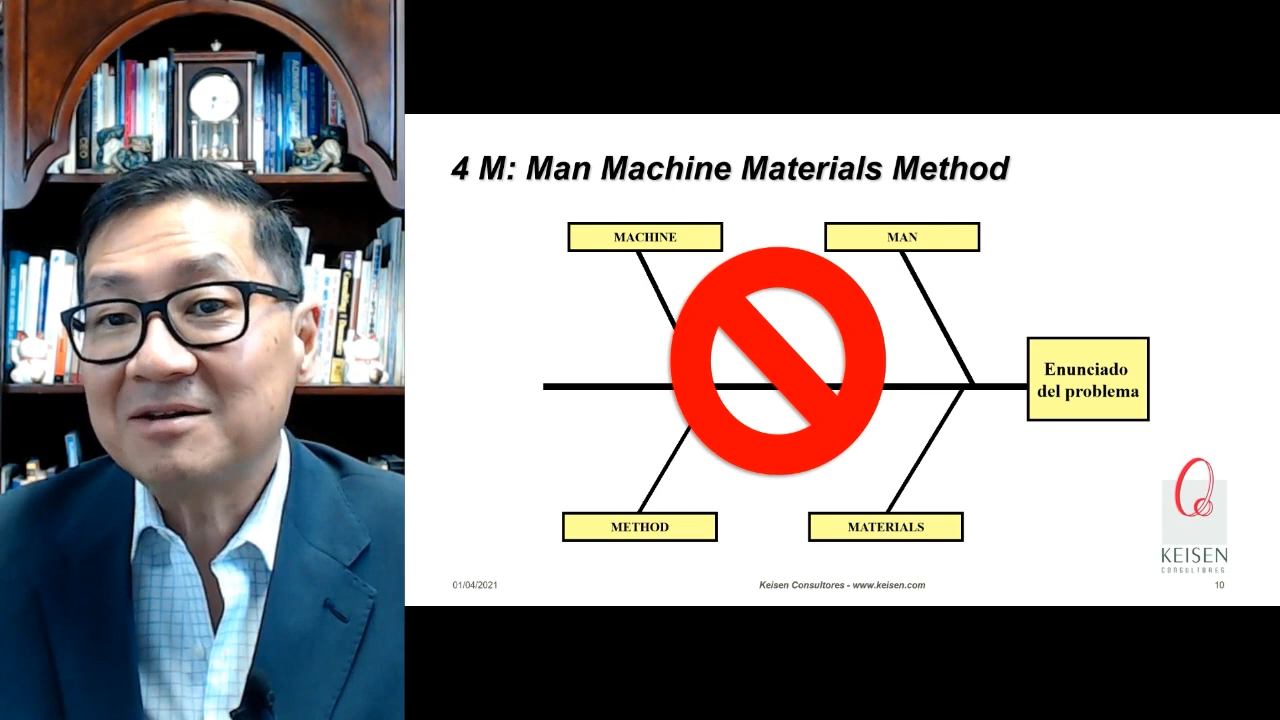 4 M: Man Machine Materials Method
MACHINE
MAN
Enunciado
del problema
METHOD
MATERIALS
KEISEN
CONSULTORES
01/04/2021
Keisen Consultores - www.keisen.com
10